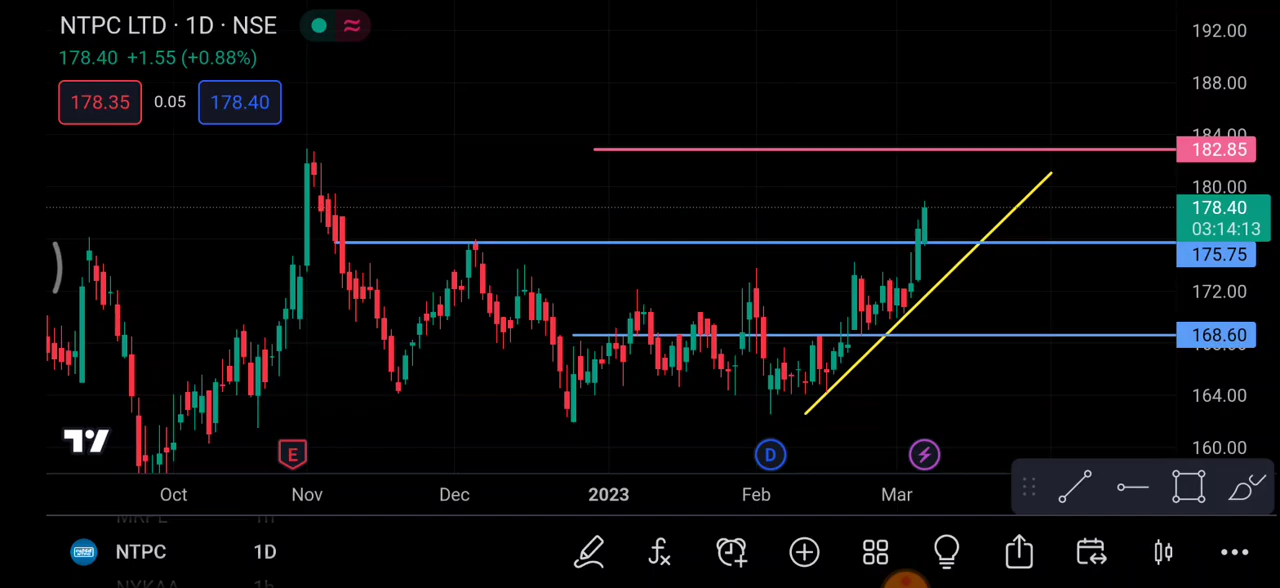 NTPC LTD · 1D · NSE
178.40 +1.55 (+0.88%)
178.35 0.05 178.40
192.00
188.00
184.00
182.85
180.00
178.40
03:14:13
175.75
172.00
168.60
164.00
160.00
E D
Oct Nov Dec 2023 Feb Mar
NTPC 1D